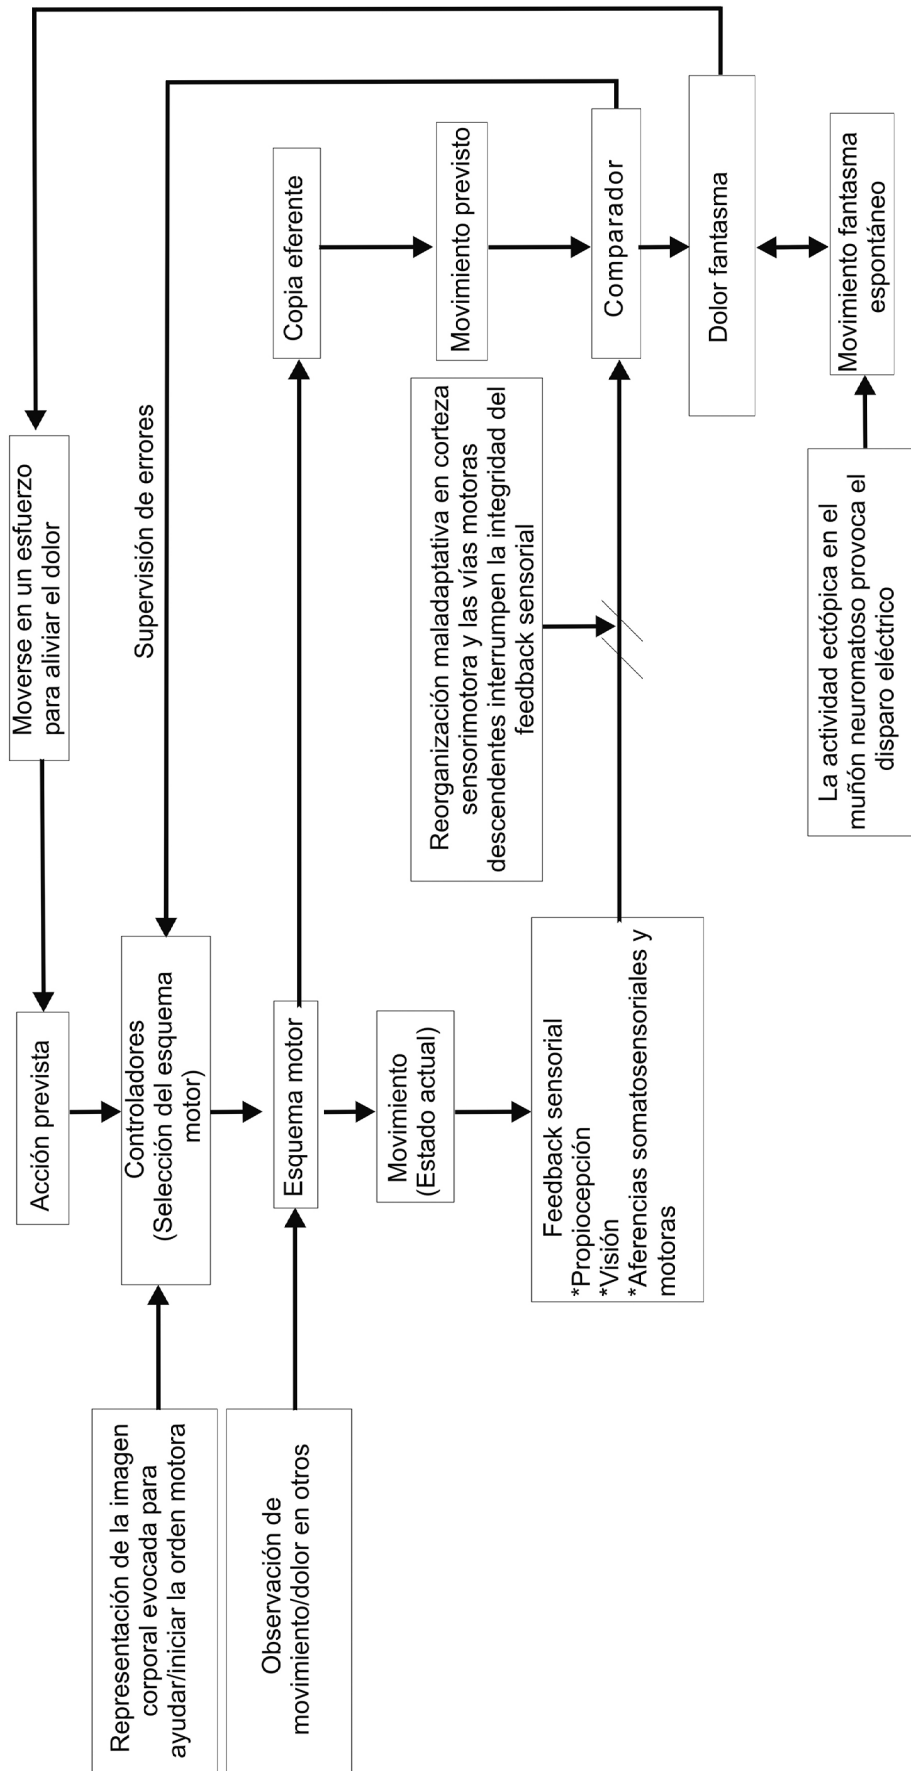 Moverse en un esfuerzo
para aliviar el dolor
Acción prevista
Supervisión de errores
Representación de la imagen
corporal evocada para
ayudar/iniciar la orden motora
Controladores
(Selección del esquema
motor)
Observación de
movimiento/dolor en otros
Esquema motor
Copia eferente
Movimiento
(Estado actual)
Movimiento previsto
Reorganización maladaptativa en corteza
sensorimotora y las vías motoras
descendentes interrumpen la integridad del
feedback sensorial
Feedback sensorial
*Propiocepción
*Visión
*Aferencias somatosensoriales y
motoras
Comparador
Dolor fantasma
La actividad ectópica en el
muñón neuromatoso provoca el
disparo eléctrico
Movimiento fantasma
espontáneo